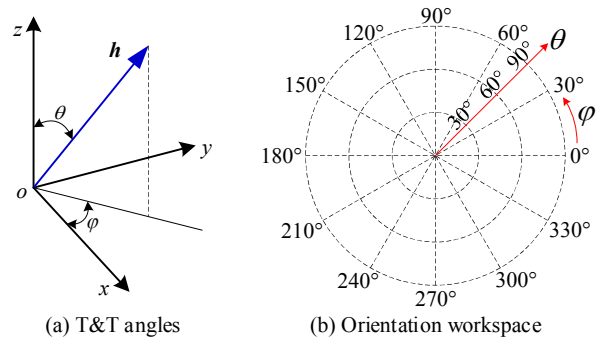 z
h
θ
y
o
φ
x
(a) T&T angles
90°
120°
60°
θ
150°
90°
30°
60°
30°
φ
180°
0°
210°
330°
240°
300°
270°
(b) Orientation workspace